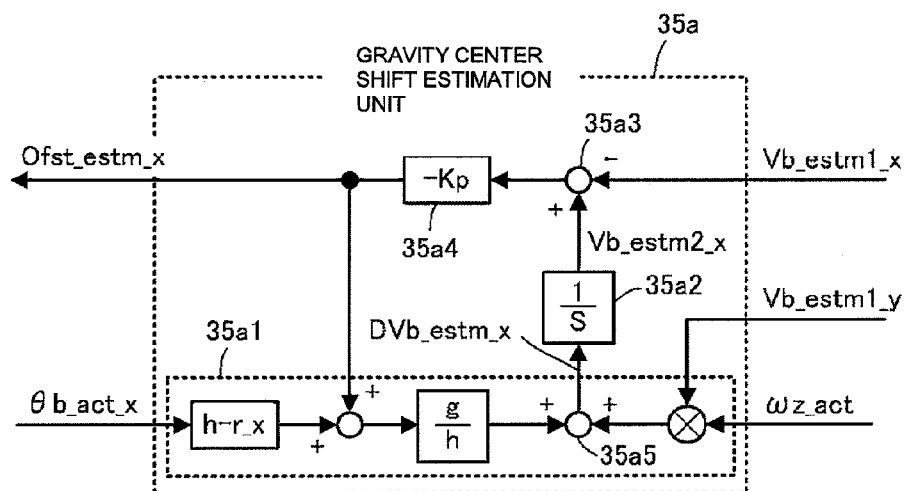 35a
GRAVITY CENTER
SHIFT ESTIMATION
UNIT
35a3
Ofst_estm_x
-
Vb_estm1_x
-Kp
+
35a4
Vb_estm2_x
1
S
35a2
Vb_estm1_y
35a1
DVb_estm_x
θb_act_x
h-r_x
+
+
g
h
+
+
35a5
ωz_act